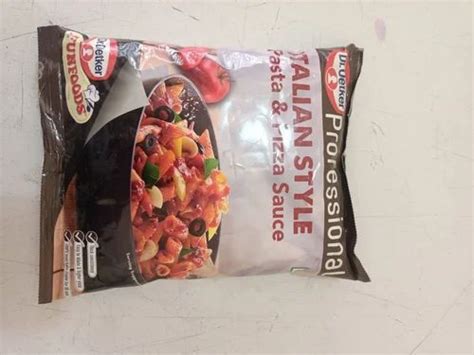 Dr.Oetker
Professional
ITALIAN STYLE
Pasta & Pizza Sauce
Dr.Oetker
FUNFOODS